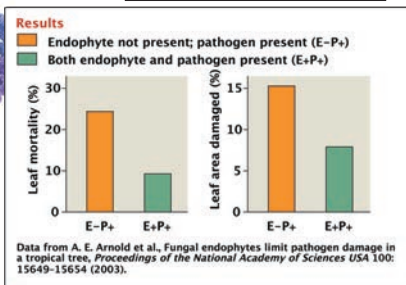 Results
Endophyte not present; pathogen present (E–P+)
Both endophyte and pathogen present (E+P+)
Leaf mortality (%)
30
20
10
0
E–P+
E+P+
Leaf area damaged (%)
15
10
5
0
E–P+
E+P+
Data from A. E. Arnold et al., Fungal endophytes limit pathogen damage in
a tropical tree, Proceedings of the National Academy of Sciences USA 100:
15649–15654 (2003).